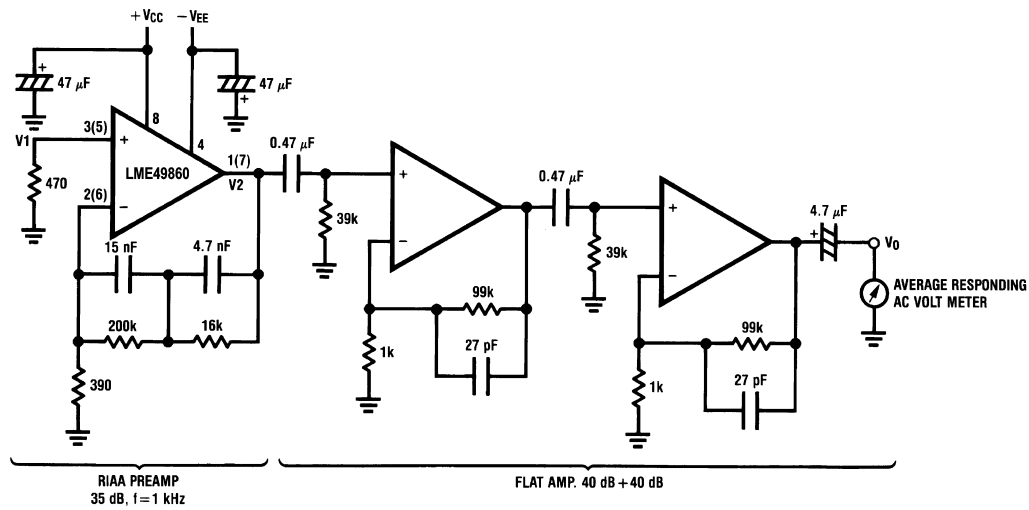 +VCC
−VEE
+
47 µF
+
47 µF
V1
3(5)
+
8
LME49860
4
1(7)
V2
470
2(6)
−
15 nF
4.7 nF
200k
16k
390
0.47 µF
39k
+
−
99k
27 pF
1k
0.47 µF
39k
+
−
99k
27 pF
1k
4.7 µF
+
VO
AVERAGE RESPONDING
AC VOLT METER
RIAA PREAMP
35 dB, f=1 kHz
FLAT AMP. 40 dB+40 dB